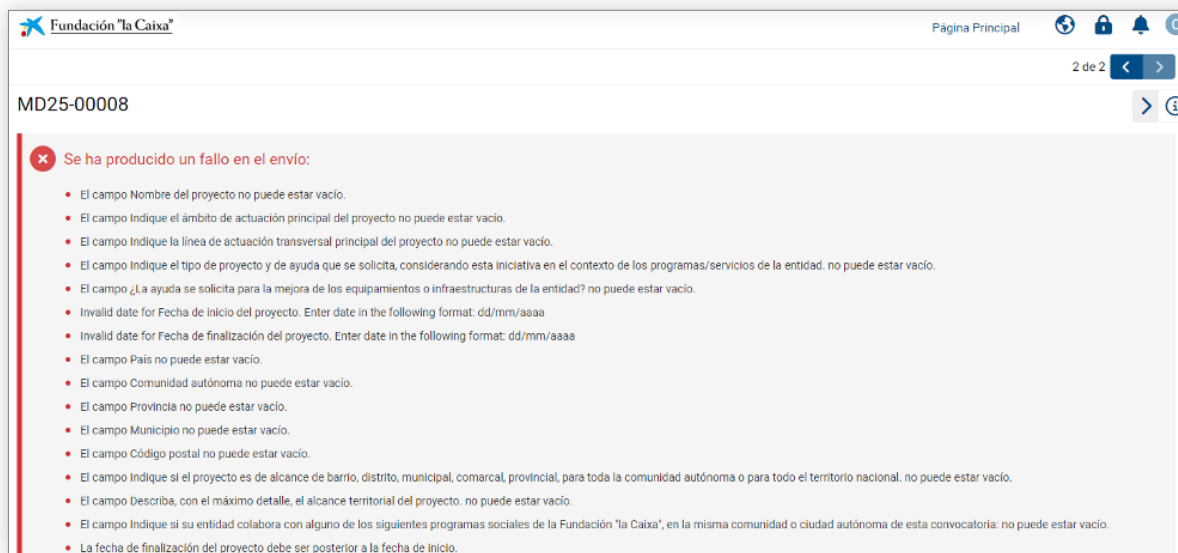 Fundación "la Caixa"
Página Principal
2 de 2
MD25-00008
Se ha producido un fallo en el envío:
El campo Nombre del proyecto no puede estar vacío.
El campo Indique el ámbito de actuación principal del proyecto no puede estar vacío.
El campo Indique la línea de actuación transversal principal del proyecto no puede estar vacío.
El campo Indique el tipo de proyecto y de ayuda que se solicita, considerando esta iniciativa en el contexto de los programas/servicios de la entidad. no puede estar vacío.
El campo ¿La ayuda se solicita para la mejora de los equipamientos o infraestructuras de la entidad? no puede estar vacío.
Invalid date for Fecha de inicio del proyecto. Enter date in the following format: dd/mm/aaaa
Invalid date for Fecha de finalización del proyecto. Enter date in the following format: dd/mm/aaaa
El campo País no puede estar vacío.
El campo Comunidad autónoma no puede estar vacío.
El campo Provincia no puede estar vacío.
El campo Municipio no puede estar vacío.
El campo Código postal no puede estar vacío.
El campo Indique si el proyecto es de alcance de barrio, distrito, municipal, comarcal, provincial, para toda la comunidad autónoma o para todo el territorio nacional. no puede estar vacío.
El campo Describa, con el máximo detalle, el alcance territorial del proyecto. no puede estar vacío.
El campo Indique si su entidad colabora con alguno de los siguientes programas sociales de la Fundación "la Caixa", en la misma comunidad o ciudad autónoma de esta convocatoria: no puede estar vacío.
La fecha de finalización del proyecto debe ser posterior a la fecha de inicio.